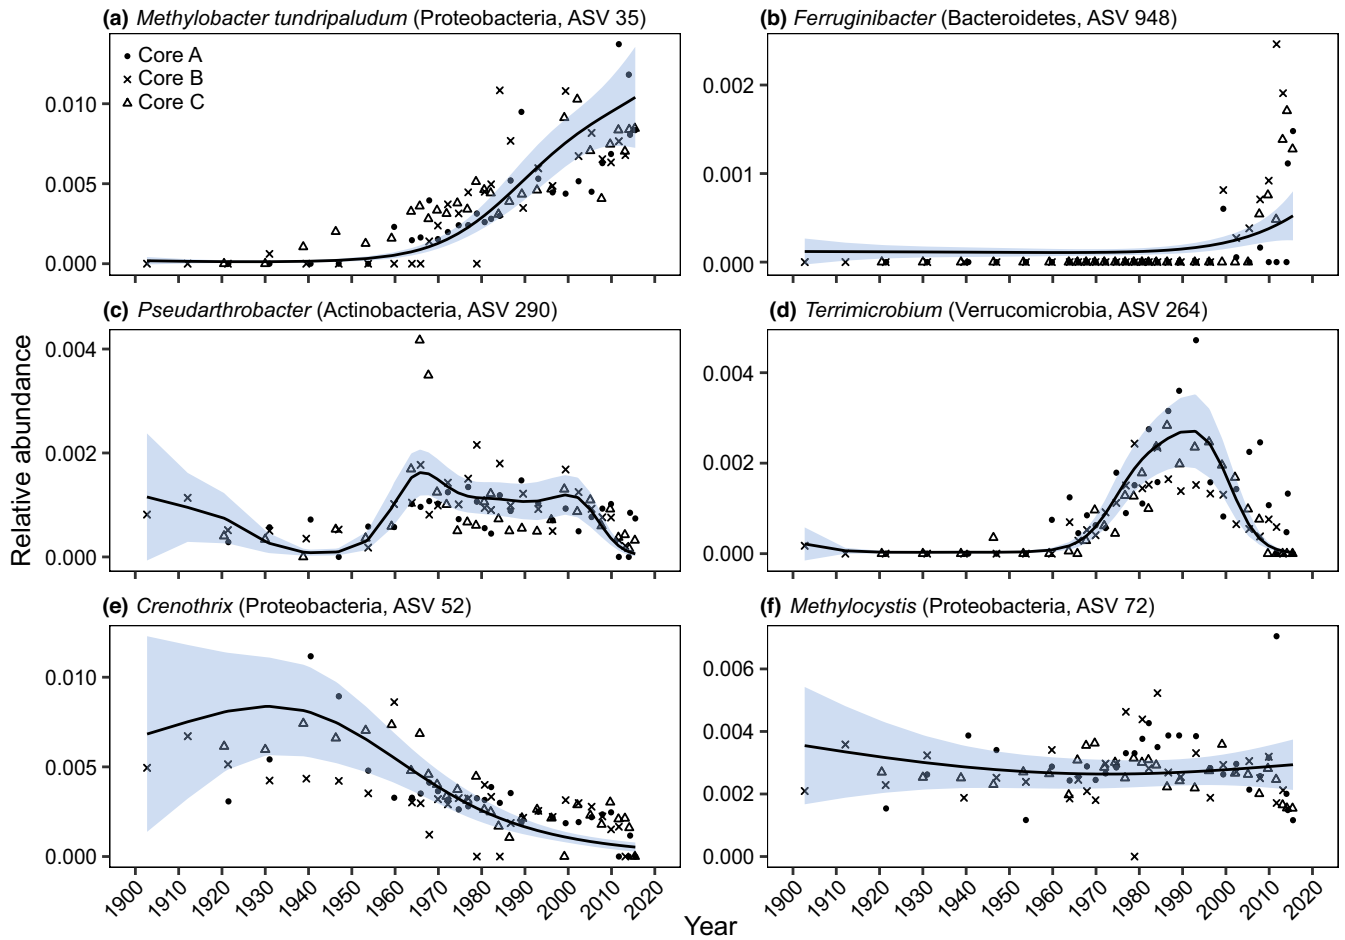 (a) Methylobacter tundripaludum (Proteobacteria, ASV 35)
(b) Ferruginibacter (Bacteroidetes, ASV 948)
Core A
Core B
Core C
0.010
0.005
0.000
0.002
0.001
0.000
(c) Pseudarthrobacter (Actinobacteria, ASV 290)
(d) Terrimicrobium (Verrucomicrobia, ASV 264)
Relative abundance
0.004
0.002
0.000
0.004
0.002
0.000
(e) Crenothrix (Proteobacteria, ASV 52)
(f) Methylocystis (Proteobacteria, ASV 72)
0.010
0.005
0.000
0.006
0.004
0.002
0.000
1900 1910 1920 1930 1940 1950 1960 1970 1980 1990 2000 2010 2020
1900 1910 1920 1930 1940 1950 1960 1970 1980 1990 2000 2010 2020
Year